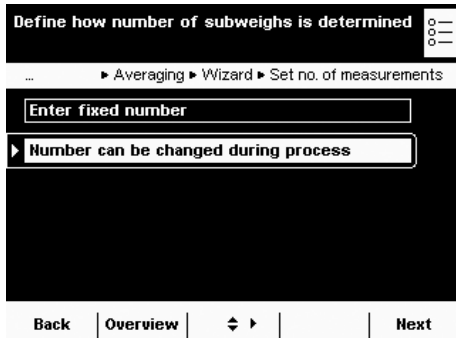 Define how number of subweighs is determined
... ▸ Averaging ▸ Wizard ▸ Set no. of measurements
Enter fixed number
Number can be changed during process
Back Overview Next